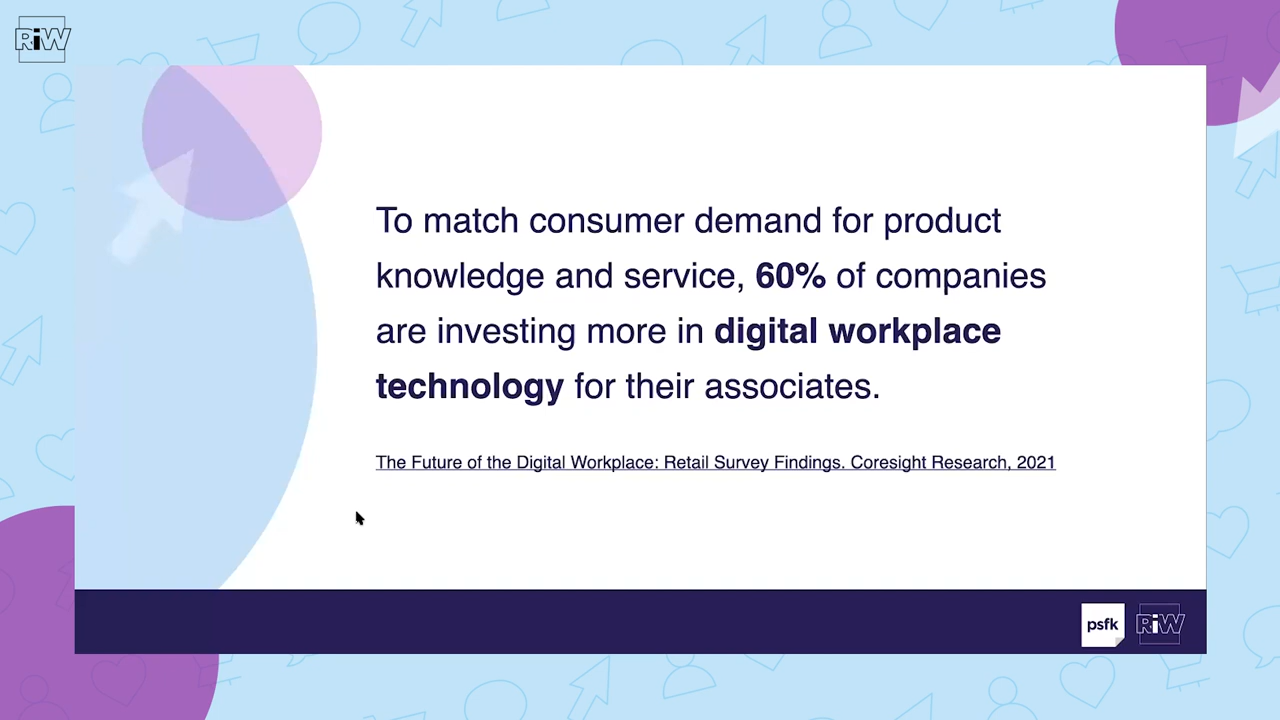 RiW
To match consumer demand for product
knowledge and service, 60% of companies
are investing more in digital workplace
technology for their associates.
The Future of the Digital Workplace: Retail Survey Findings. Coresight Research, 2021
psfk
RiW